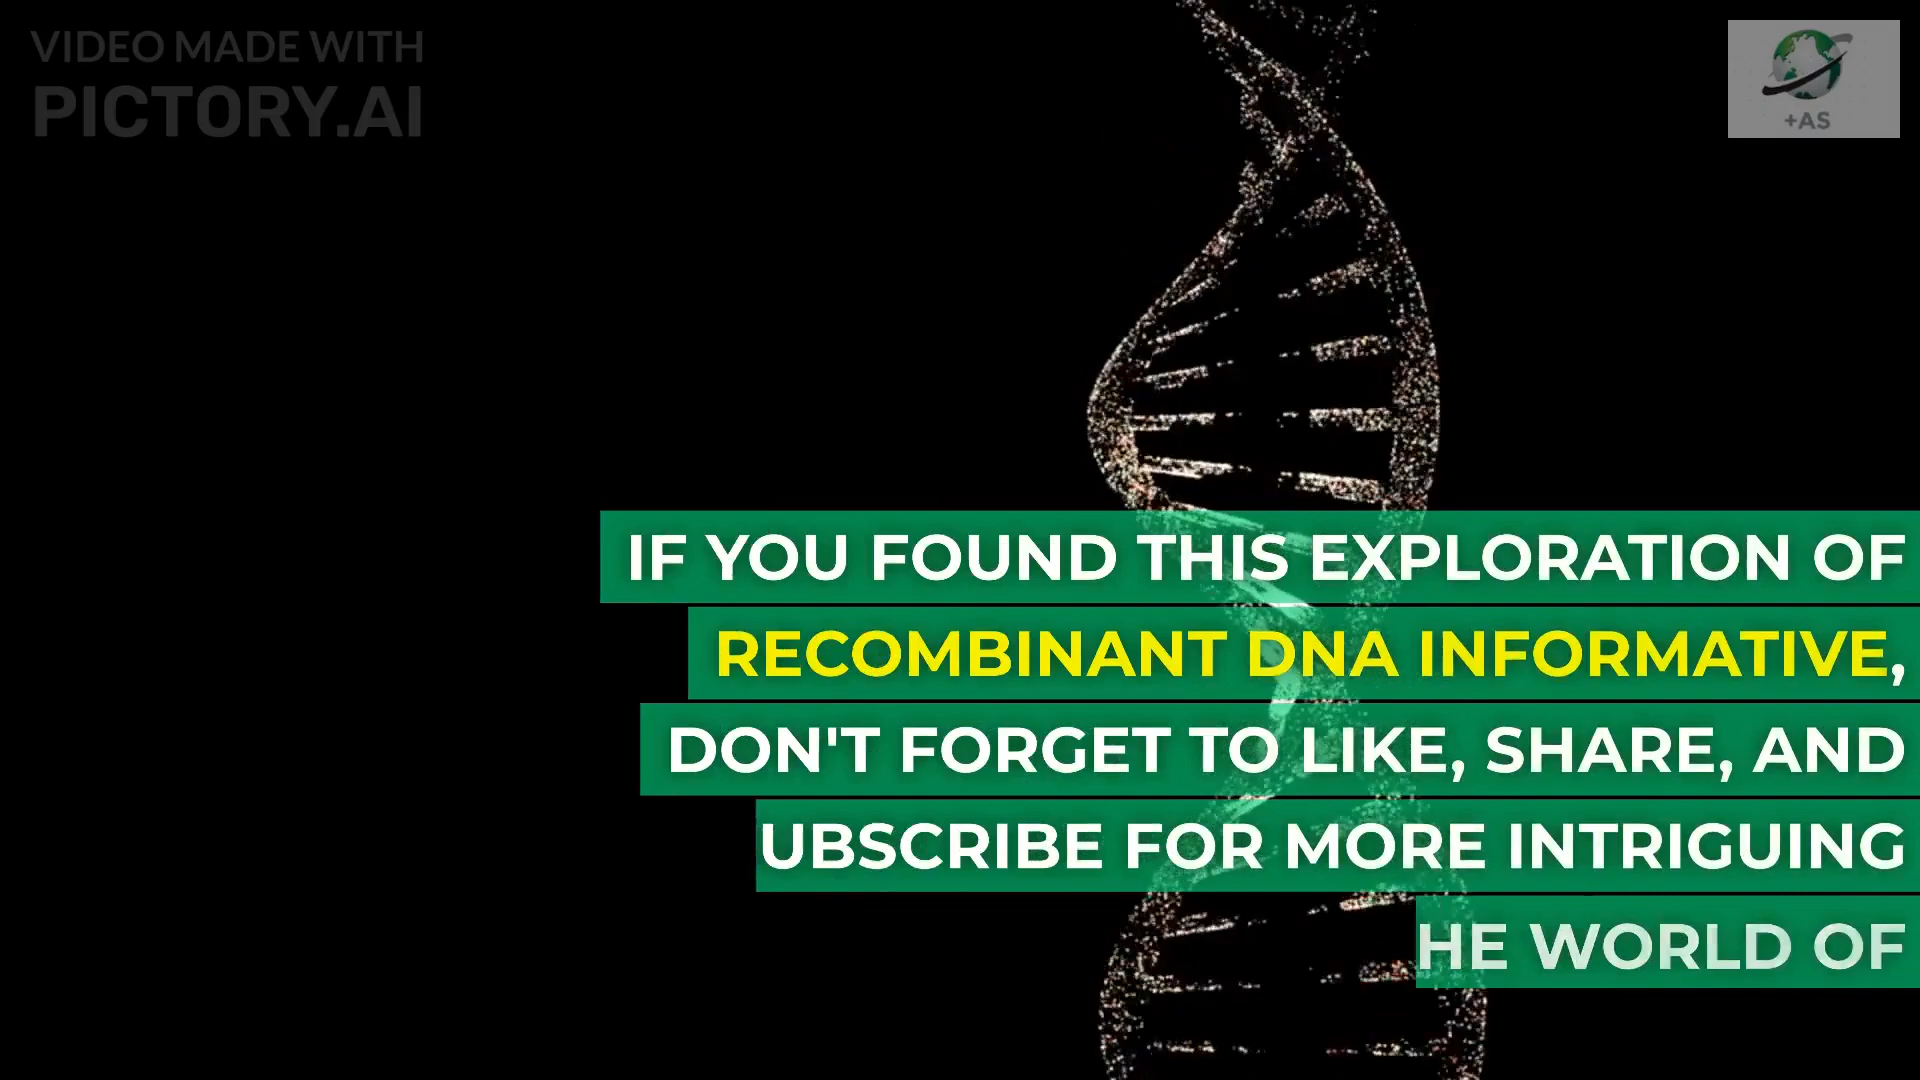 VIDEO MADE WITH
PICTORY.AI
+AS
IF YOU FOUND THIS EXPLORATION OF
RECOMBINANT DNA INFORMATIVE,
DON'T FORGET TO LIKE, SHARE, AND
UBSCRIBE FOR MORE INTRIGUING
HE WORLD OF